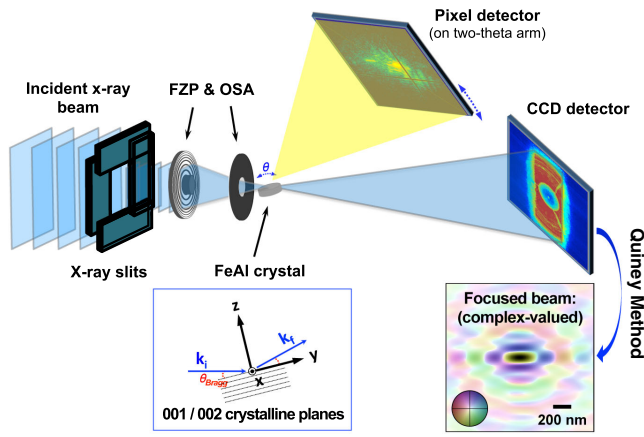 Pixel detector
(on two-theta arm)
Incident x-ray
beam
FZP & OSA
CCD detector
θ
X-ray slits
FeAl crystal
Quiney Method
z
k_f
k_i
y
θ_Bragg
x
001 / 002 crystalline planes
Focused beam:
(complex-valued)
200 nm